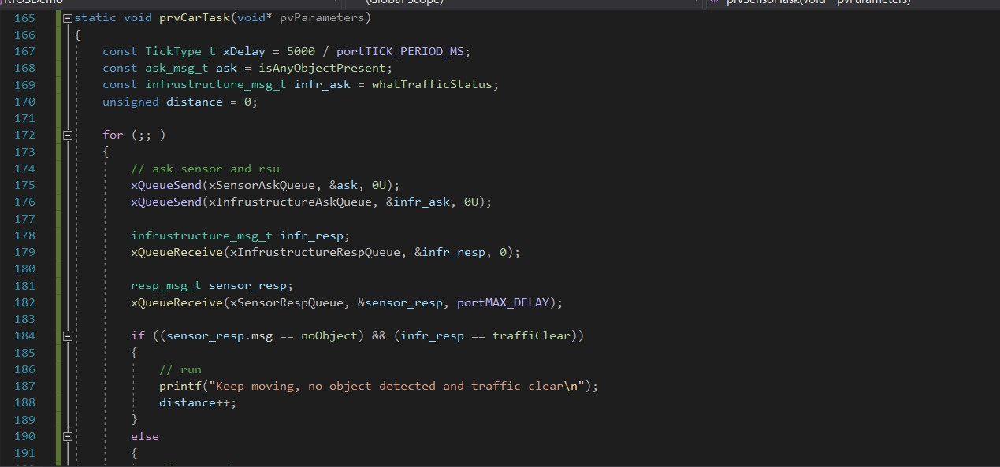 RTOSDemo (Global Scope) prvSensorTask(void* pvParameters)
165 static void prvCarTask(void* pvParameters)
166 {
167 const TickType_t xDelay = 5000 / portTICK_PERIOD_MS;
168 const ask_msg_t ask = isAnyObjectPresent;
169 const infrustructure_msg_t infr_ask = whatTrafficStatus;
170 unsigned distance = 0;
171
172 for (;; )
173 {
174 // ask sensor and rsu
175 xQueueSend(xSensorAskQueue, &ask, 0U);
176 xQueueSend(xInfrustructureAskQueue, &infr_ask, 0U);
177
178 infrustructure_msg_t infr_resp;
179 xQueueReceive(xInfrustructureRespQueue, &infr_resp, 0);
180
181 resp_msg_t sensor_resp;
182 xQueueReceive(xSensorRespQueue, &sensor_resp, portMAX_DELAY);
183
184 if ((sensor_resp.msg == noObject) && (infr_resp == traffiClear))
185 {
186 // run
187 printf("Keep moving, no object detected and traffic clear\n");
188 distance++;
189 }
190 else
191 {